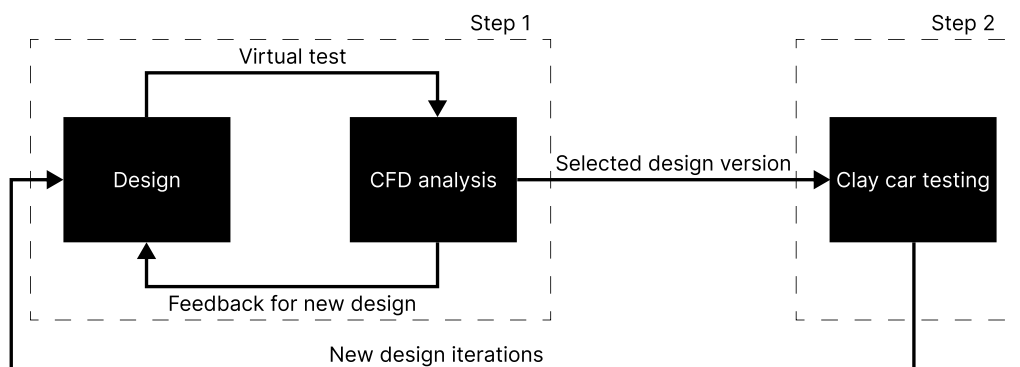 Step 1
Step 2
Virtual test
Design
CFD analysis
Selected design version
Clay car testing
Feedback for new design
New design iterations